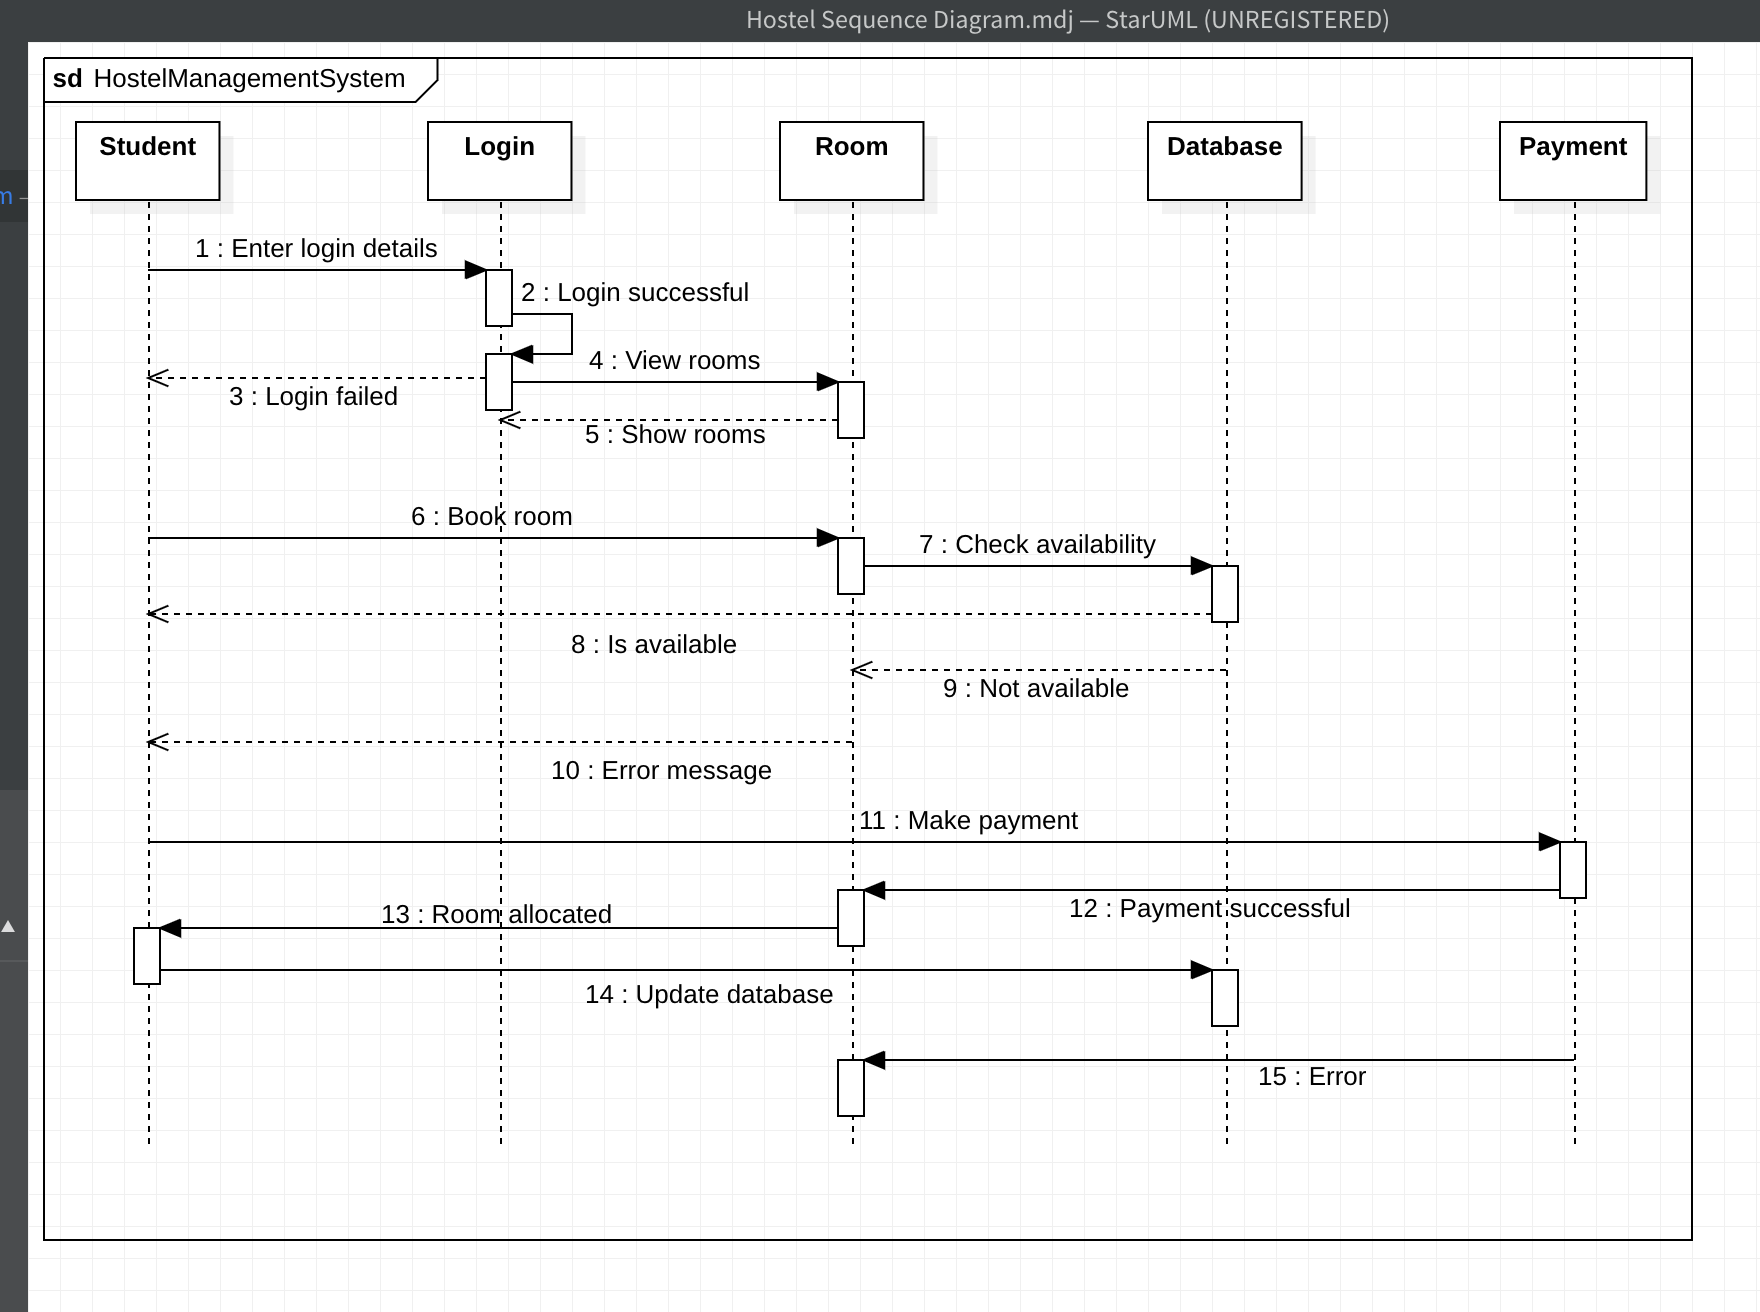 Hostel Sequence Diagram.mdj — StarUML (UNREGISTERED)
sd HostelManagementSystem
Student
Login
Room
Database
Payment
m –
1 : Enter login details
2 : Login successful
4 : View rooms
3 : Login failed
5 : Show rooms
6 : Book room
7 : Check availability
8 : Is available
9 : Not available
10 : Error message
11 : Make payment
12 : Payment successful
13 : Room allocated
14 : Update database
15 : Error